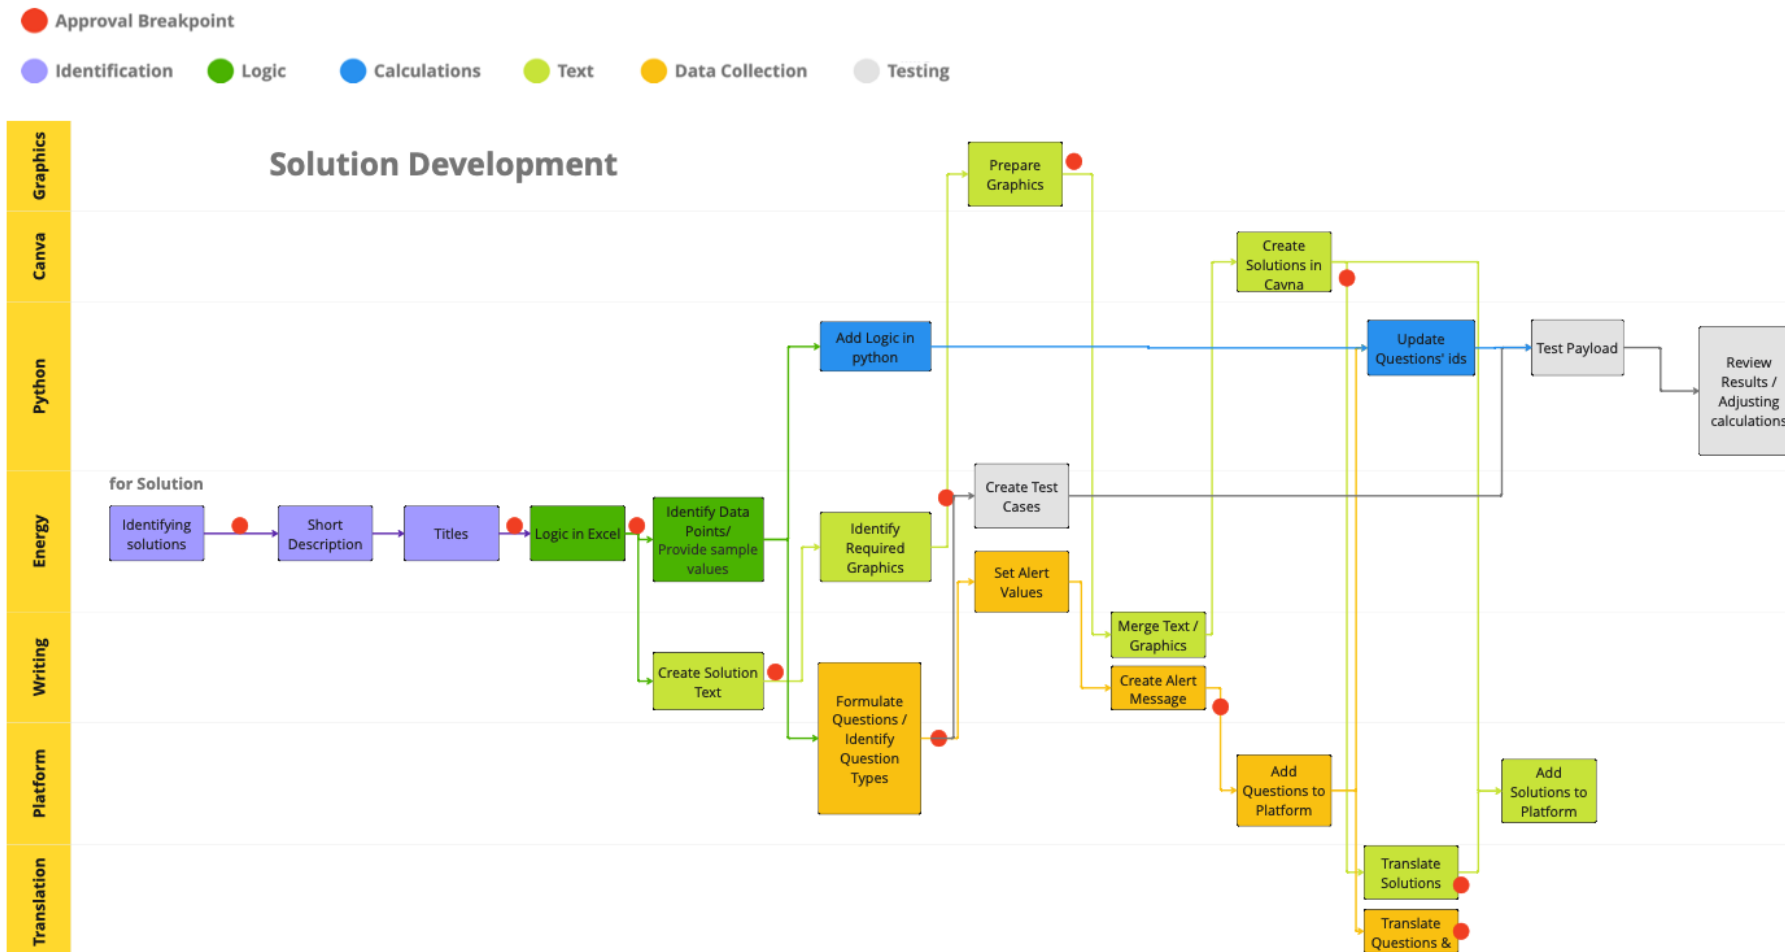 Approval Breakpoint
Identification
Logic
Calculations
Text
Data Collection
Testing
Graphics
Canva
Python
Energy
Writing
Platform
Translation
Solution Development
for Solution
Identifying
solutions
Short
Description
Titles
Logic in Excel
Identify Data
Points/
Provide sample
values
Create Solution
Text
Add Logic in
python
Identify
Required
Graphics
Formulate
Questions /
Identify
Question
Types
Prepare
Graphics
Create Test
Cases
Set Alert
Values
Merge Text /
Graphics
Create Alert
Message
Create
Solutions in
Cavna
Add
Questions to
Platform
Update
Questions' ids
Translate
Solutions
Translate
Questions &
Test Payload
Add
Solutions to
Platform
Review
Results /
Adjusting
calculations